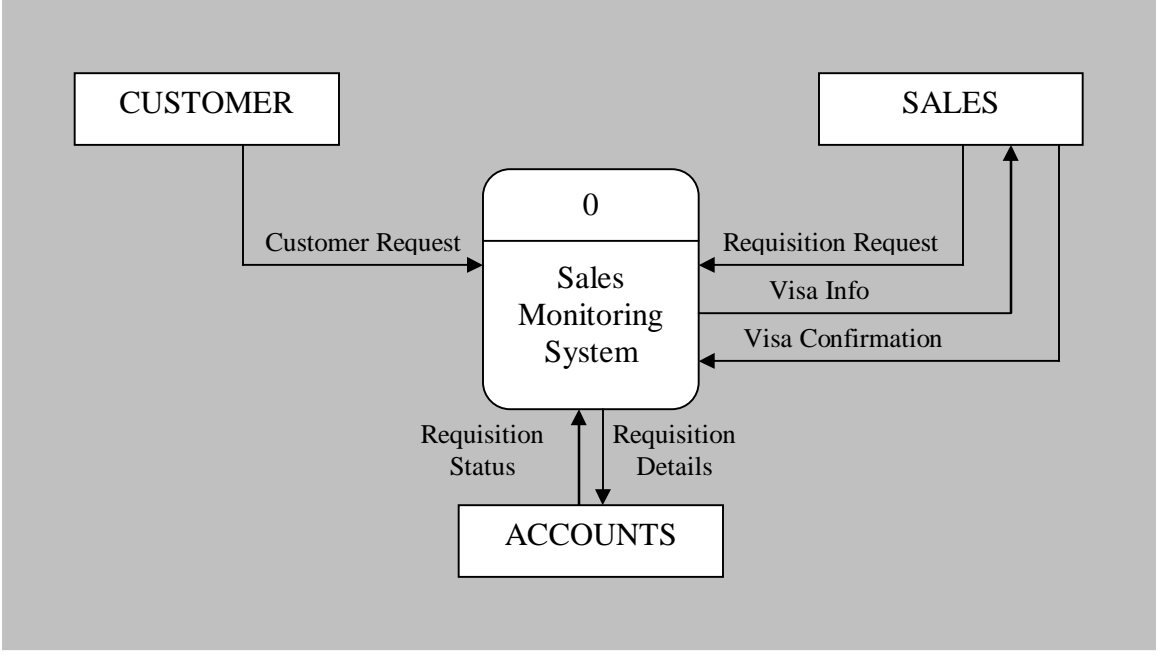 CUSTOMER
SALES
0
Customer Request
Requisition Request
Sales
Monitoring
System
Visa Info
Visa Confirmation
Requisition
Status
Requisition
Details
ACCOUNTS